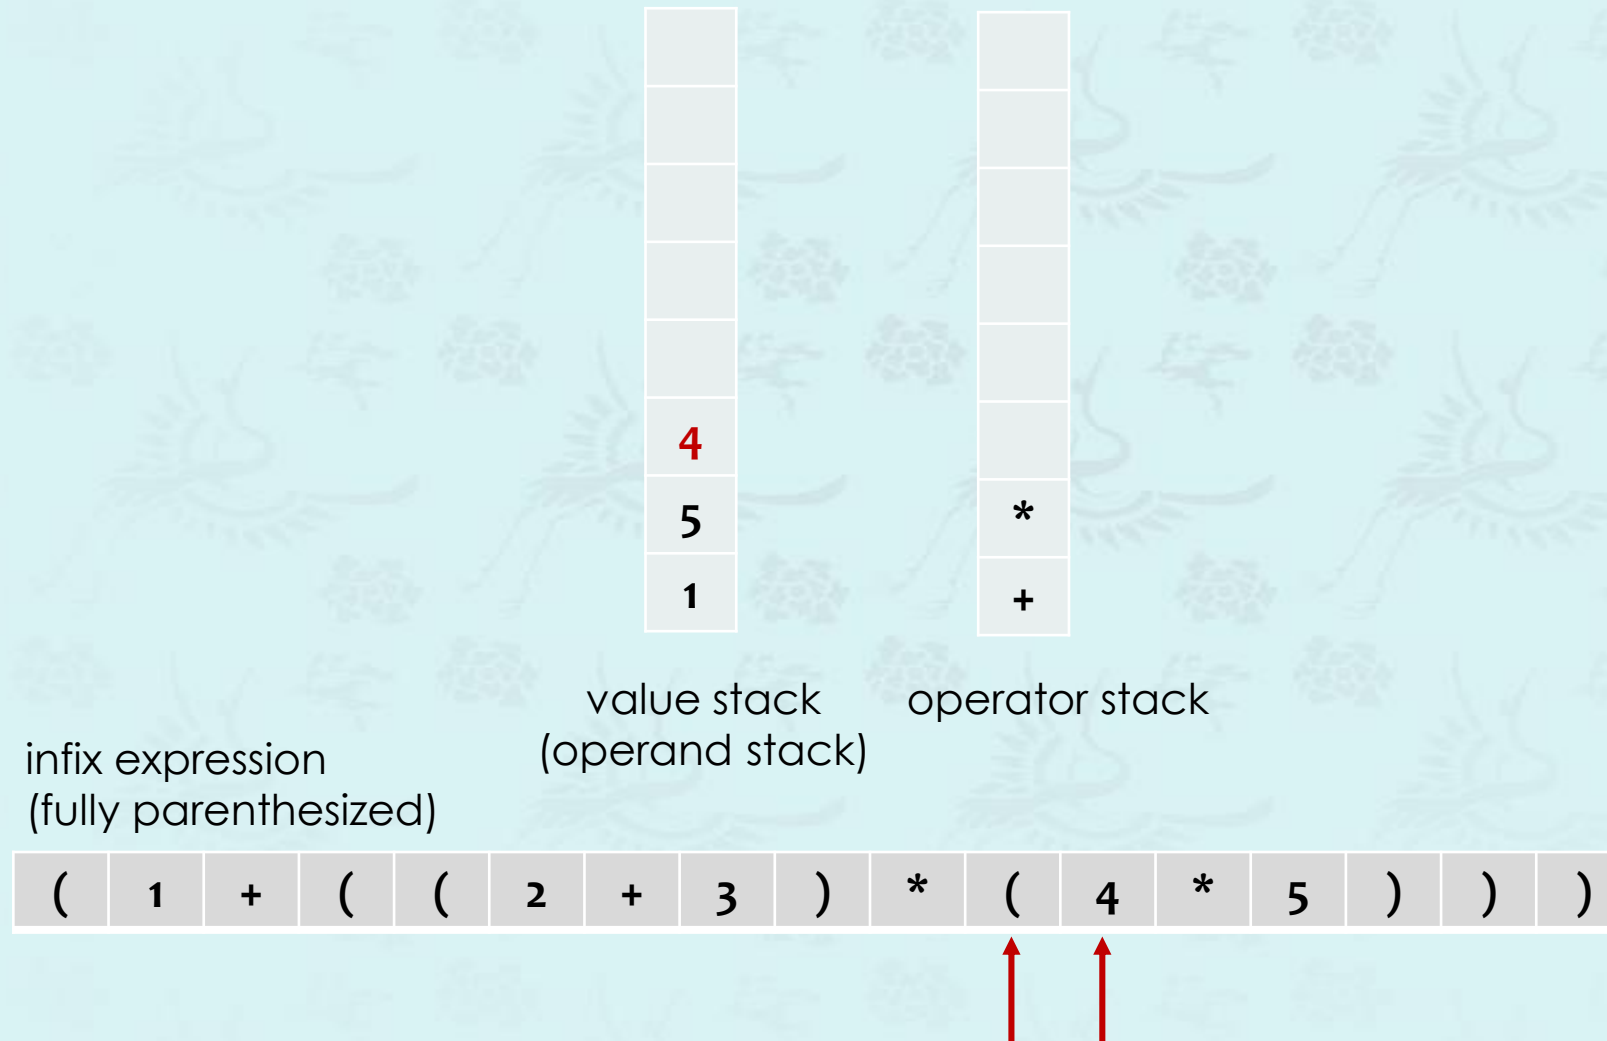 4
5 *
1 +
value stack operator stack
(operand stack)
infix expression
(fully parenthesized)
( 1 + ( ( 2 + 3 ) * ( 4 * 5 ) ) )